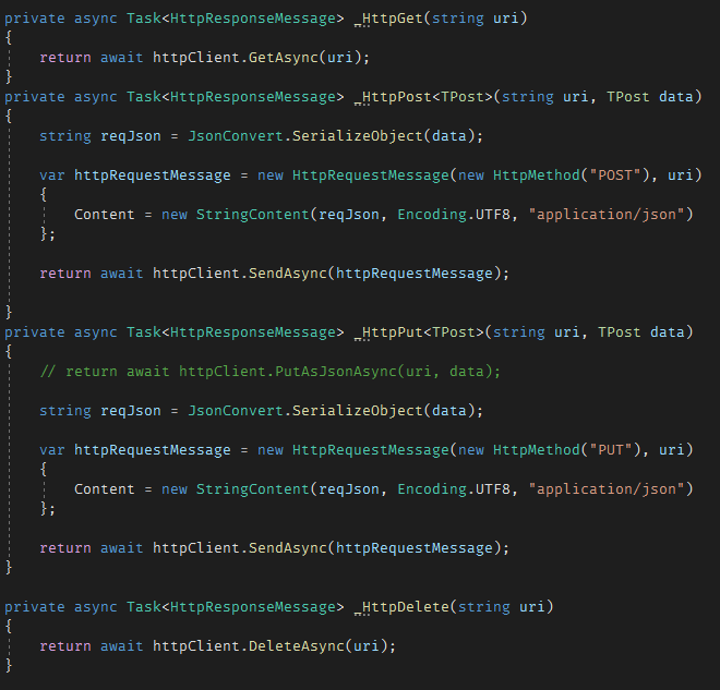 private async Task<HttpResponseMessage> _HttpGet(string uri)
{
    return await httpClient.GetAsync(uri);
}
private async Task<HttpResponseMessage> _HttpPost<TPost>(string uri, TPost data)
{
    string reqJson = JsonConvert.SerializeObject(data);
    var httpRequestMessage = new HttpRequestMessage(new HttpMethod("POST"), uri)
    {
        Content = new StringContent(reqJson, Encoding.UTF8, "application/json")
    };
    return await httpClient.SendAsync(httpRequestMessage);
}
private async Task<HttpResponseMessage> _HttpPut<TPost>(string uri, TPost data)
{
    // return await httpClient.PutAsJsonAsync(uri, data);
    string reqJson = JsonConvert.SerializeObject(data);
    var httpRequestMessage = new HttpRequestMessage(new HttpMethod("PUT"), uri)
    {
        Content = new StringContent(reqJson, Encoding.UTF8, "application/json")
    };
    return await httpClient.SendAsync(httpRequestMessage);
}
private async Task<HttpResponseMessage> _HttpDelete(string uri)
{
    return await httpClient.DeleteAsync(uri);
}